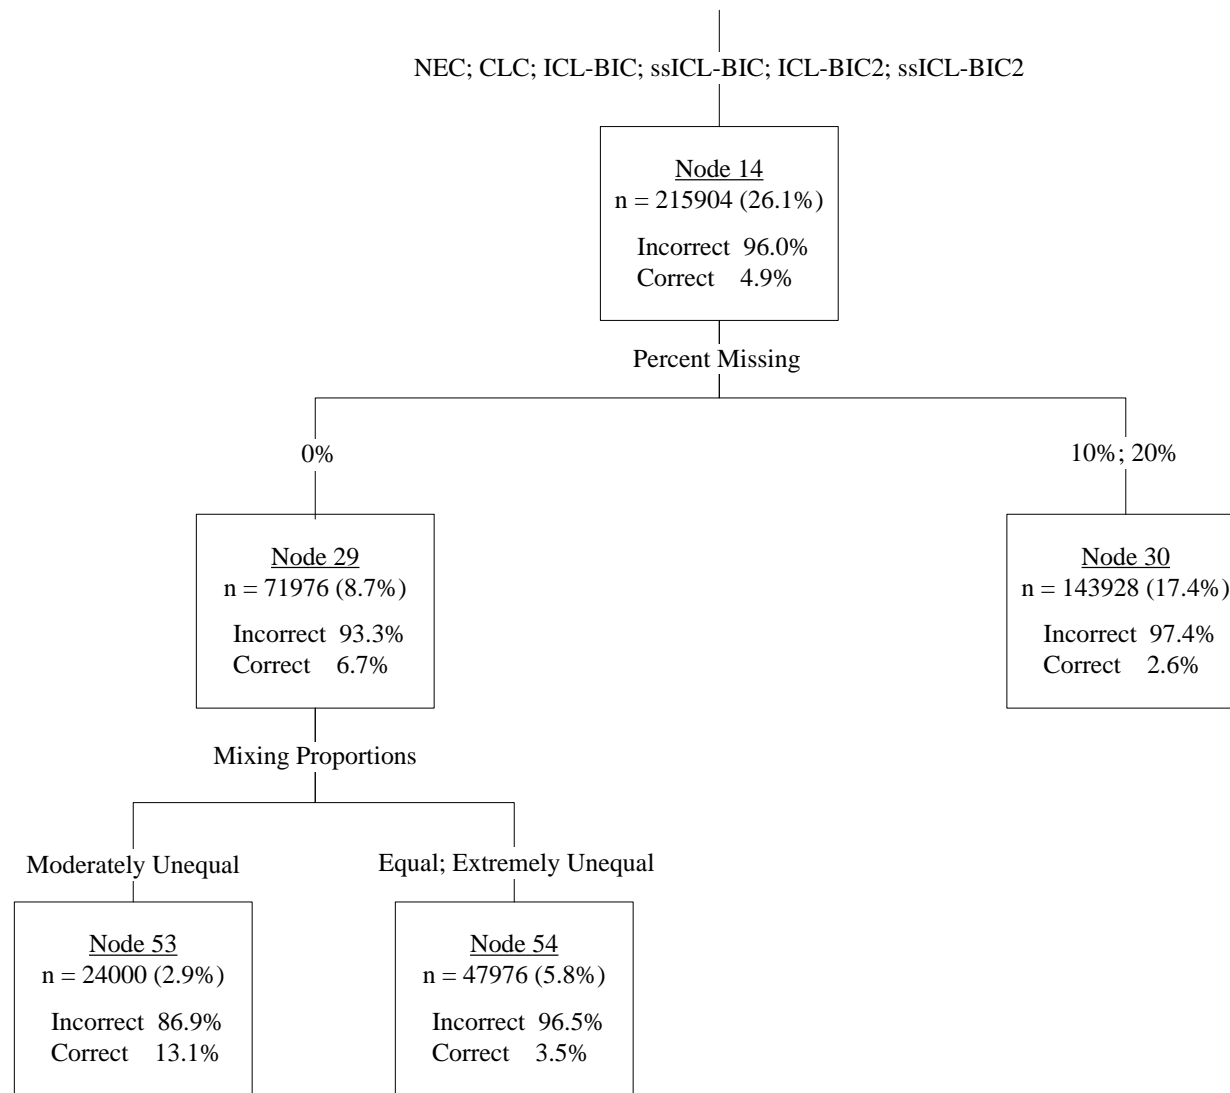 NEC; CLC; ICL-BIC; ssICL-BIC; ICL-BIC2; ssICL-BIC2
Node 14
n = 215904 (26.1%)
Incorrect 96.0%
Correct 4.9%
Percent Missing
0%
10%; 20%
Node 29
n = 71976 (8.7%)
Incorrect 93.3%
Correct 6.7%
Node 30
n = 143928 (17.4%)
Incorrect 97.4%
Correct 2.6%
Mixing Proportions
Moderately Unequal
Equal; Extremely Unequal
Node 53
n = 24000 (2.9%)
Incorrect 86.9%
Correct 13.1%
Node 54
n = 47976 (5.8%)
Incorrect 96.5%
Correct 3.5%